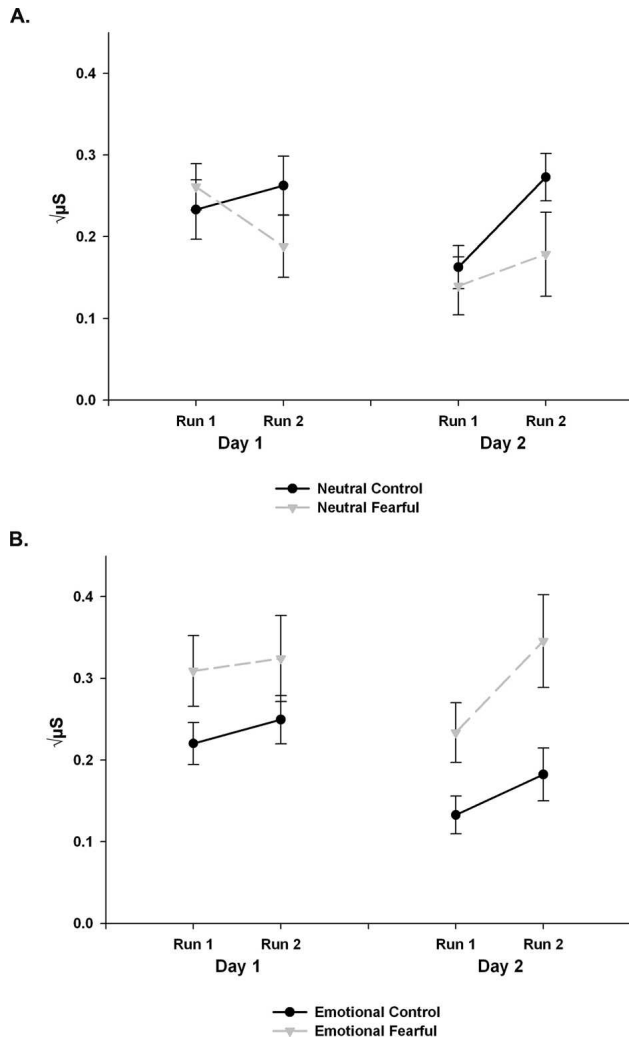 A.
0.4
0.3
√µS
0.2
0.1
0.0
Run 1 Run 2 Run 1 Run 2
Day 1 Day 2
Neutral Control
Neutral Fearful
B.
0.4
0.3
√µS
0.2
0.1
0.0
Run 1 Run 2 Run 1 Run 2
Day 1 Day 2
Emotional Control
Emotional Fearful